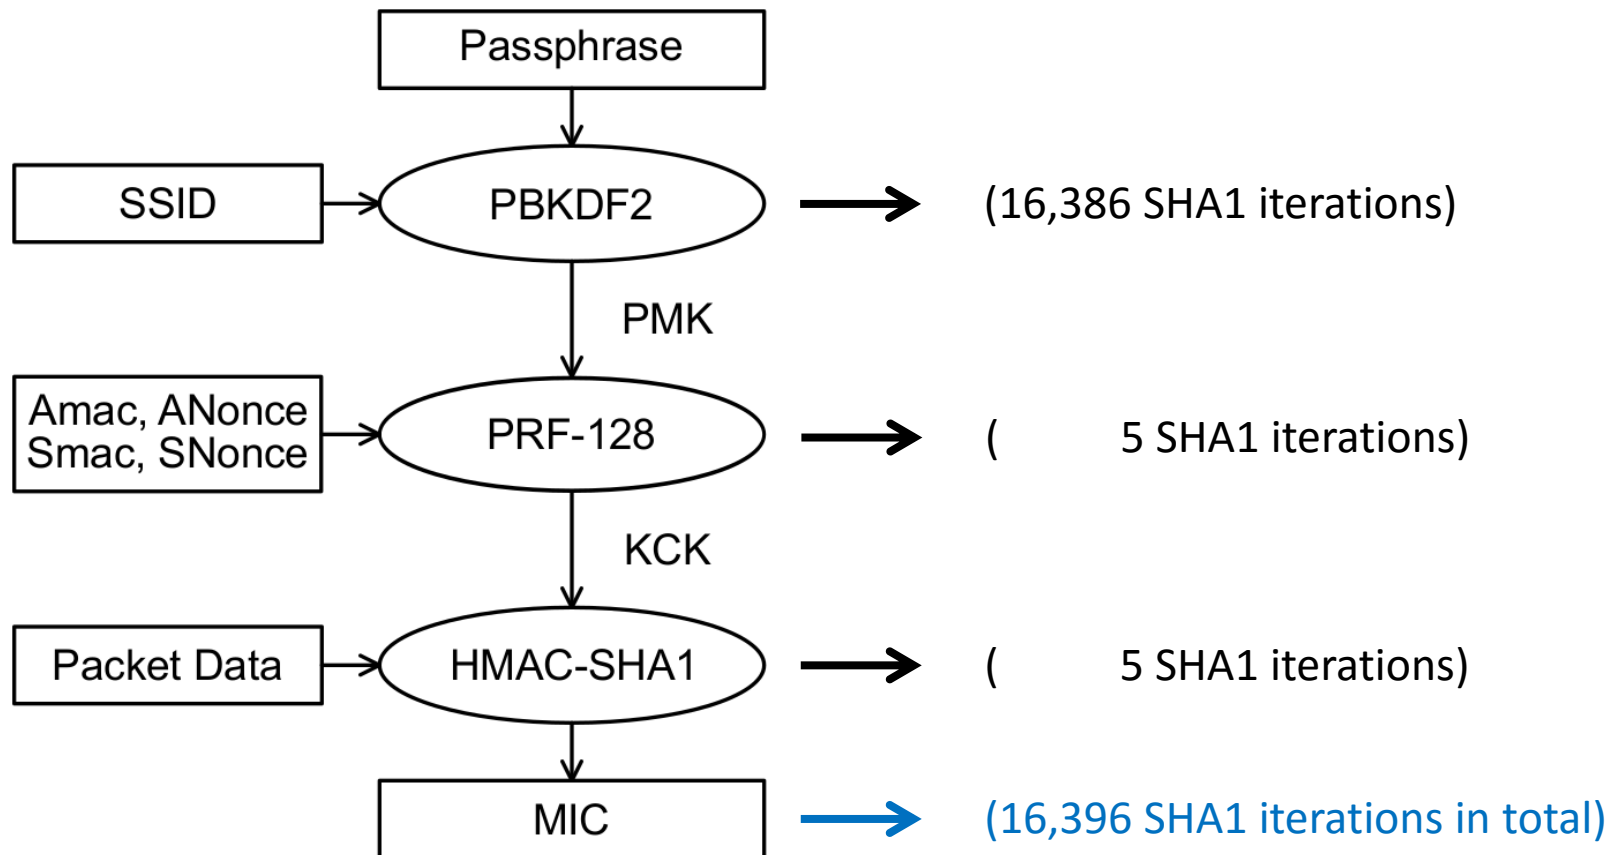 Passphrase
SSID
PBKDF2
(16,386 SHA1 iterations)
PMK
Amac, ANonce
Smac, SNonce
PRF-128
( 5 SHA1 iterations)
KCK
Packet Data
HMAC-SHA1
( 5 SHA1 iterations)
MIC
(16,396 SHA1 iterations in total)